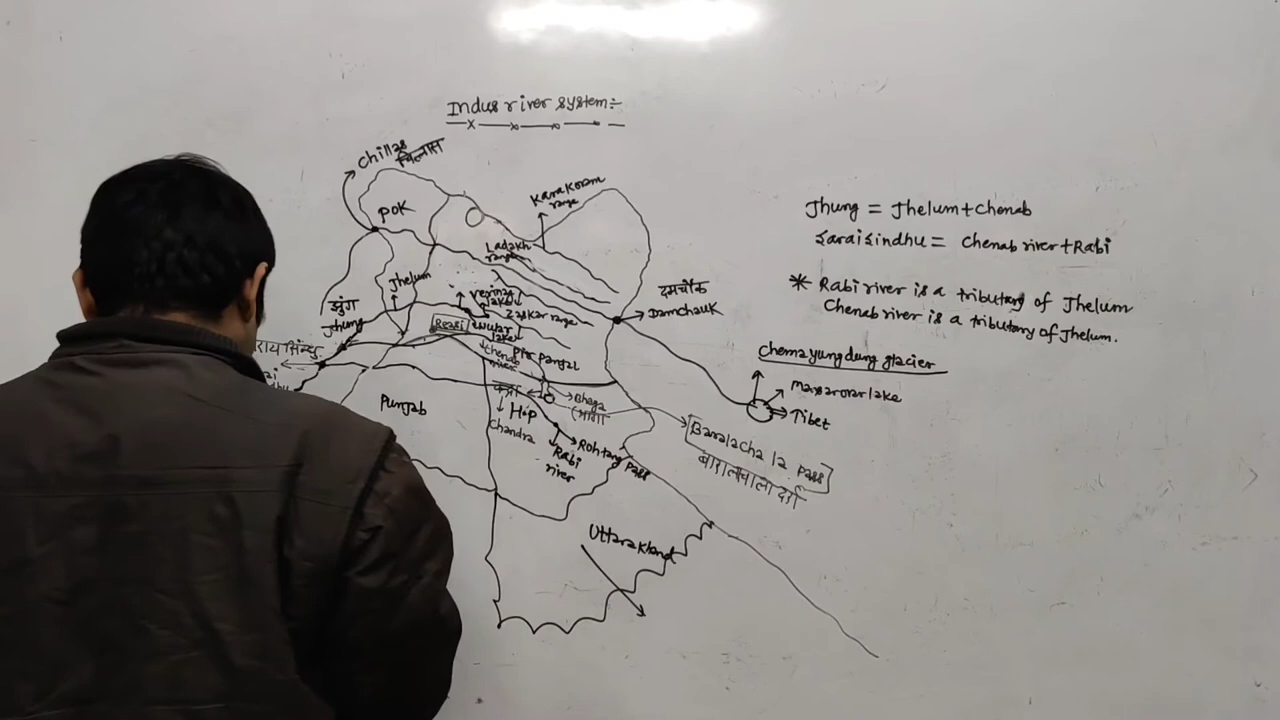 Indus river system:-
Chillas चिलास
POK
Karakoram
range
Ladakh
range
Jhelum
झुंग
Jhung
Verinag
lake
Zaskar range
Reasi
Wular
lake
दमचौक
Damchauk
राय सिन्धु
Chenab
river
Pir Panjal
Punjab
Hip
Chandra
Bhaga
(भागा
Rohtang pass
Rabi
river
Baralacha la pass
बारालाचाला दर्रा
Uttarakhand
Chemayungdung glacier
Mansarovar lake
Tibet
Jhung = Jhelum+Chenab
Sarai Sindhu = Chenab river+Rabi
* Rabi river is a tributary of Jhelum
Chenab river is a tributary of Jhelum.